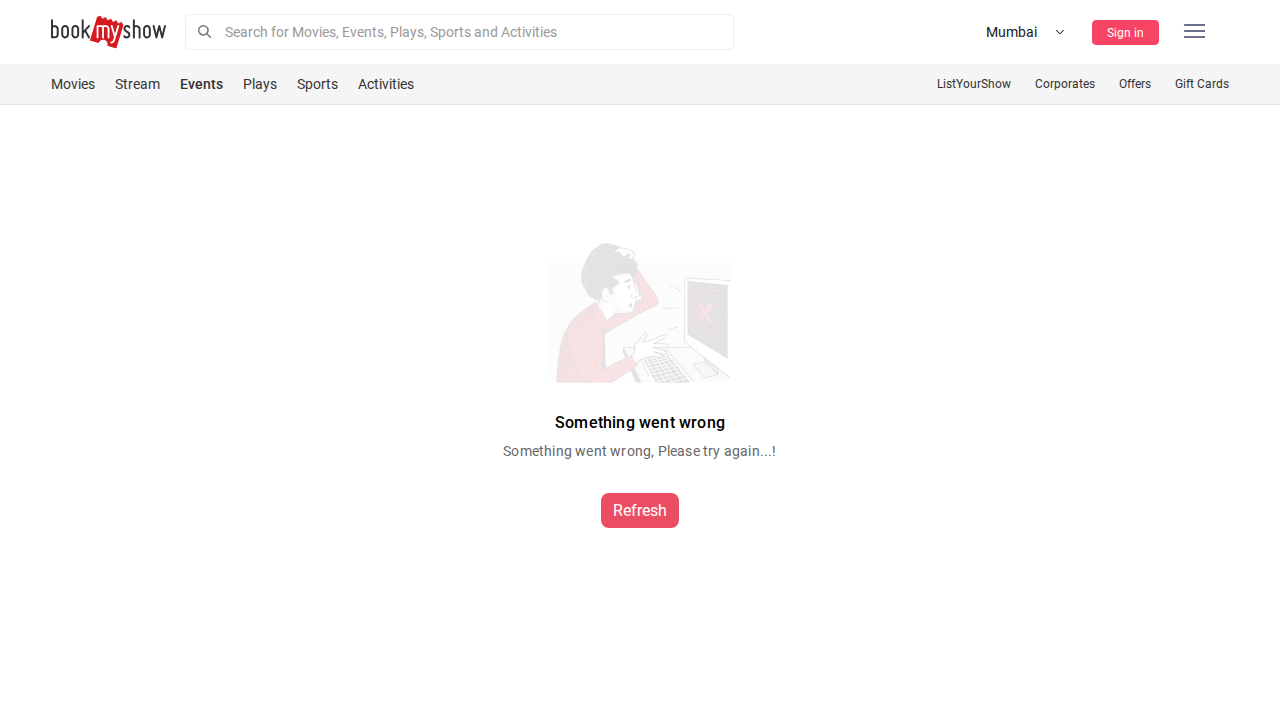 bookmyshow
Search for Movies, Events, Plays, Sports and Activities
Mumbai
Sign in
Movies Stream Events Plays Sports Activities
ListYourShow Corporates Offers Gift Cards
Something went wrong
Something went wrong, Please try again...!
Refresh